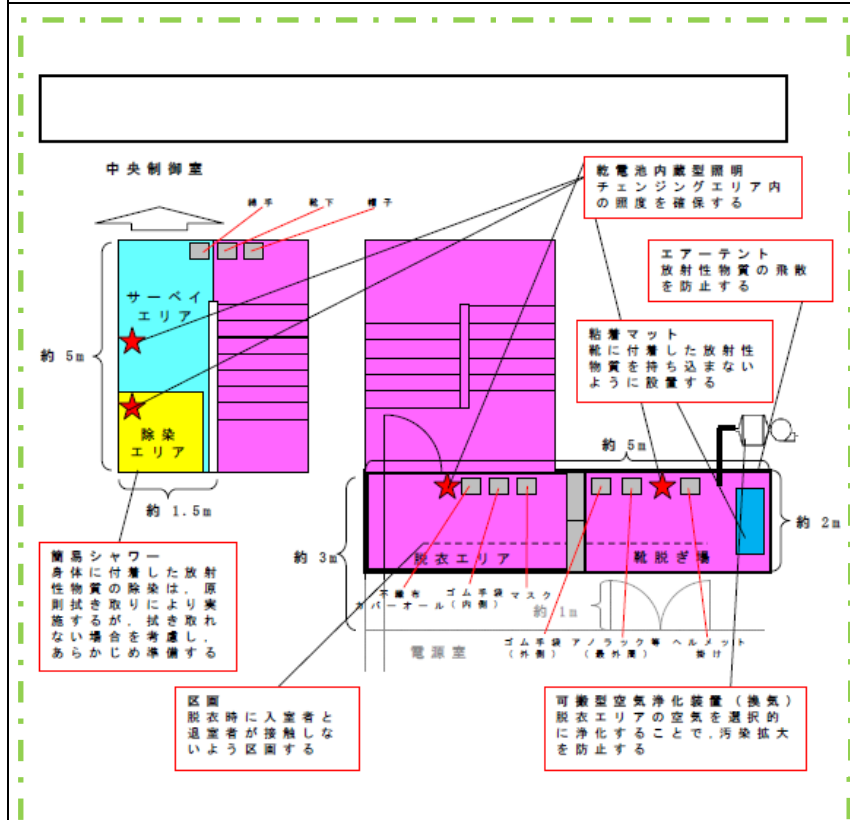 中央制御室
綿手
靴下
帽子
乾電池内蔵型照明
チェンジングエリア内
の照度を確保する
エアーテント
放射性物質の飛散
を防止する
サーベイ
エリア
粘着マット
靴に付着した放射性
物質を持ち込まない
ように設置する
約 5m
除染
エリア
約 5m
約 1.5m
約 2m
約 3m
脱衣エリア
靴脱ぎ場
簡易シャワー
身体に付着した放射
性物質の除染は，原
則拭き取りにより実
施するが，拭き取れ
ない場合を考慮し，
あらかじめ準備する
不織布
カバーオール
ゴム手袋
（内側）
マスク
約 1m
電源室
ゴム手袋
（外側）
アノラック等
（最外層）
ヘルメット
掛け
区画
脱衣時に入室者と
退室者が接触しな
いよう区画する
可搬型空気浄化装置（換気）
脱衣エリアの空気を選択的
に浄化することで，汚染拡大
を防止する